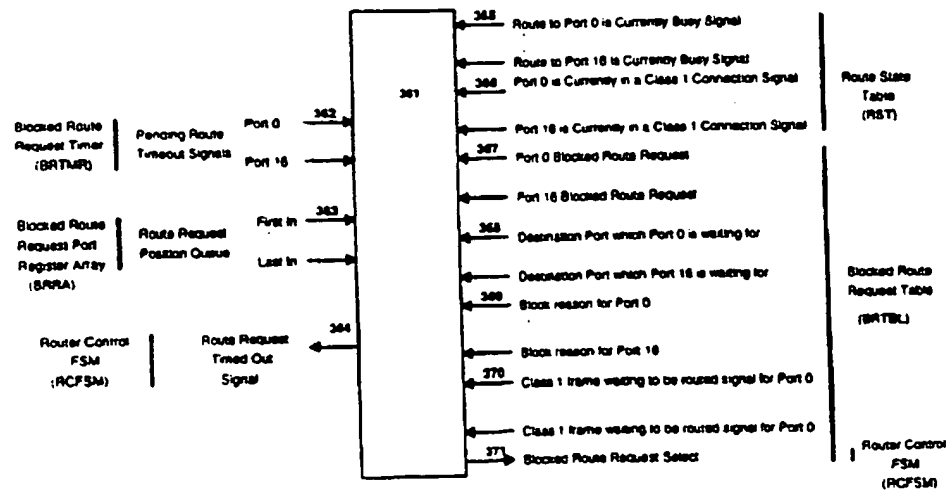 365 Route to Port 0 is Currently Busy Signal
Route to Port 16 is Currently Busy Signal
366 Port 0 is Currently in a Class 1 Connection Signal
Port 16 is Currently in a Class 1 Connection Signal
Route State
Table
(RST)
361
Blocked Route
Request Timer
(BRTMR)
Pending Route
Timeout Signals
Port 0 362
Port 16
367 Port 0 Blocked Route Request
Port 16 Blocked Route Request
Blocked Route
Request Port
Register Array
(BRRA)
Route Request
Position Queue
First In 363
Last In
368 Destination Port which Port 0 is waiting for
Destination Port which Port 16 is waiting for
369 Block reason for Port 0
Block reason for Port 16
Blocked Route
Request Table
(BRTBL)
Router Control
FSM
(RCFSM)
Route Request
Timed Out
Signal
364
370 Class 1 frame waiting to be routed signal for Port 0
Class 1 frame waiting to be routed signal for Port 0
371 Blocked Route Request Select
Router Control
FSM
(RCFSM)